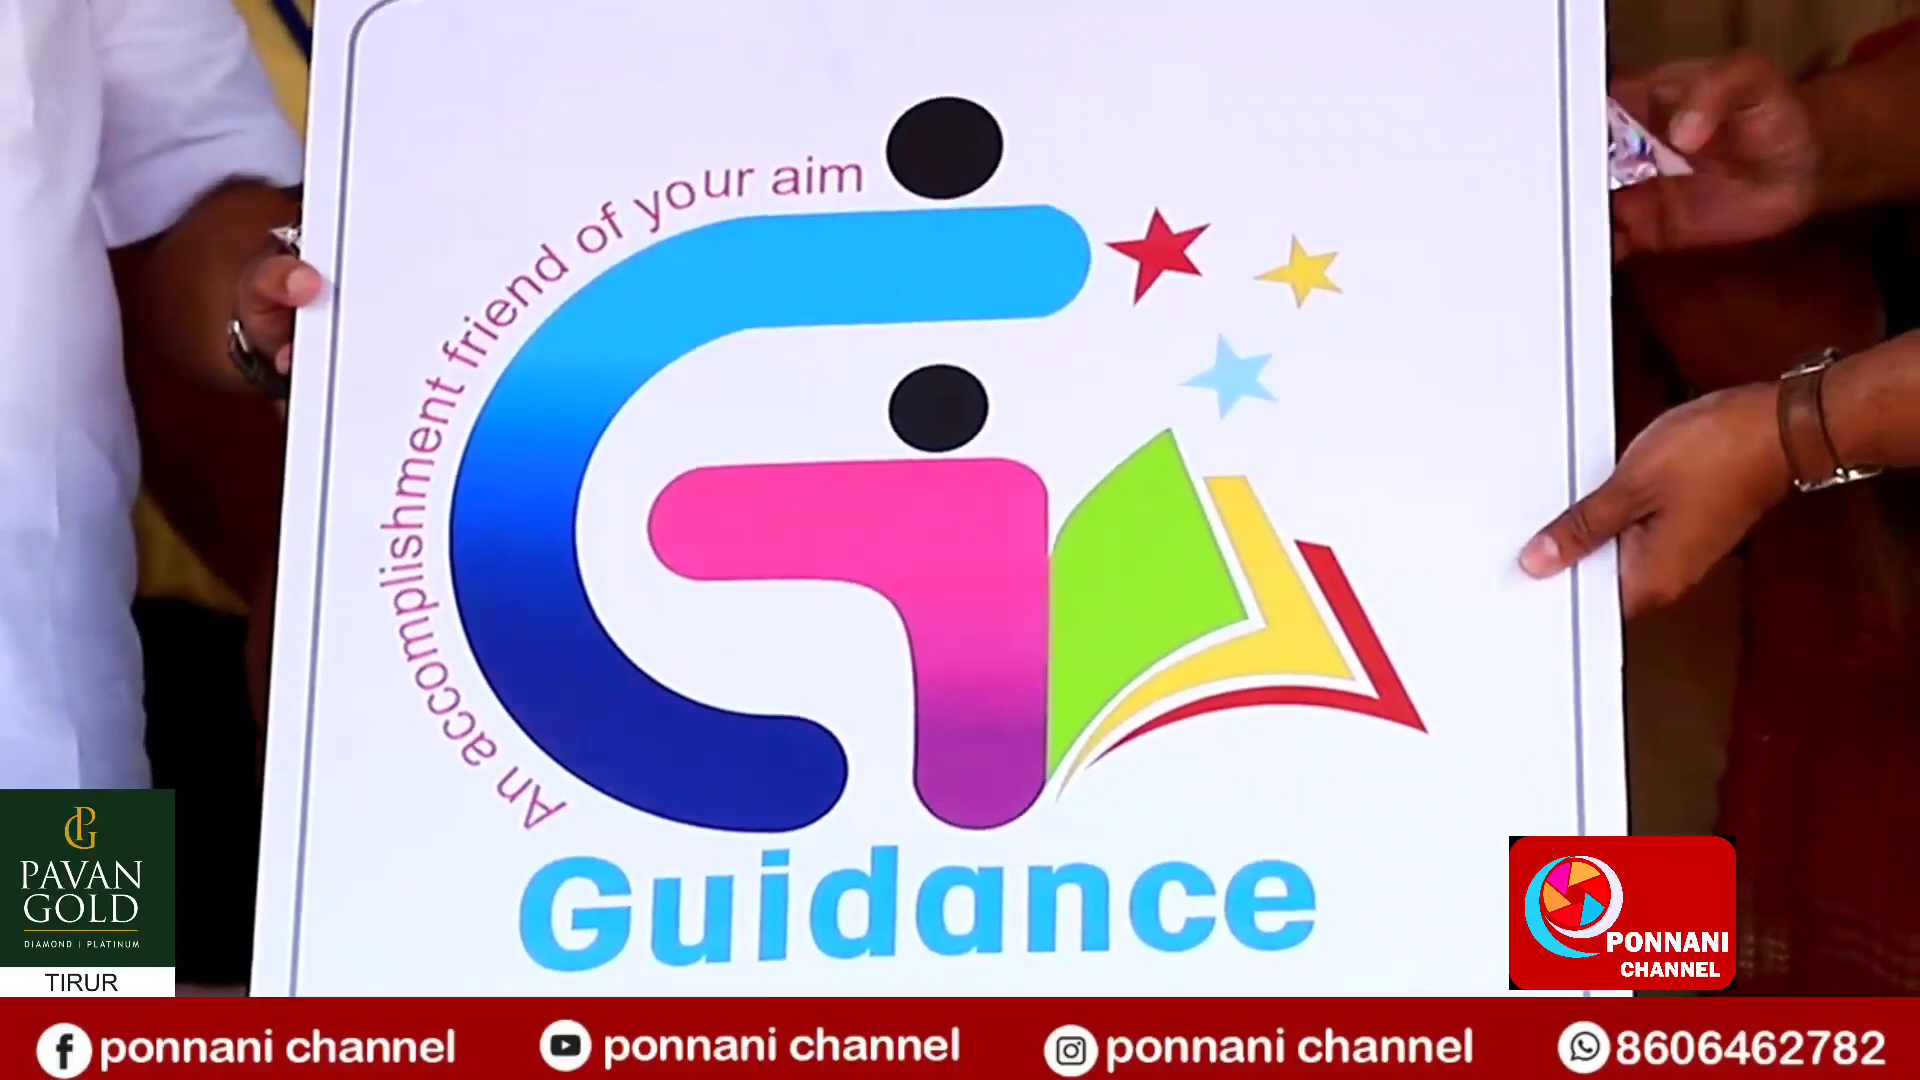 An accomplishment friend of your aim
Guidance
PG
PAVAN
GOLD
DIAMOND | PLATINUM
TIRUR
PONNANI
CHANNEL
ponnani channel
ponnani channel
ponnani channel
8606462782